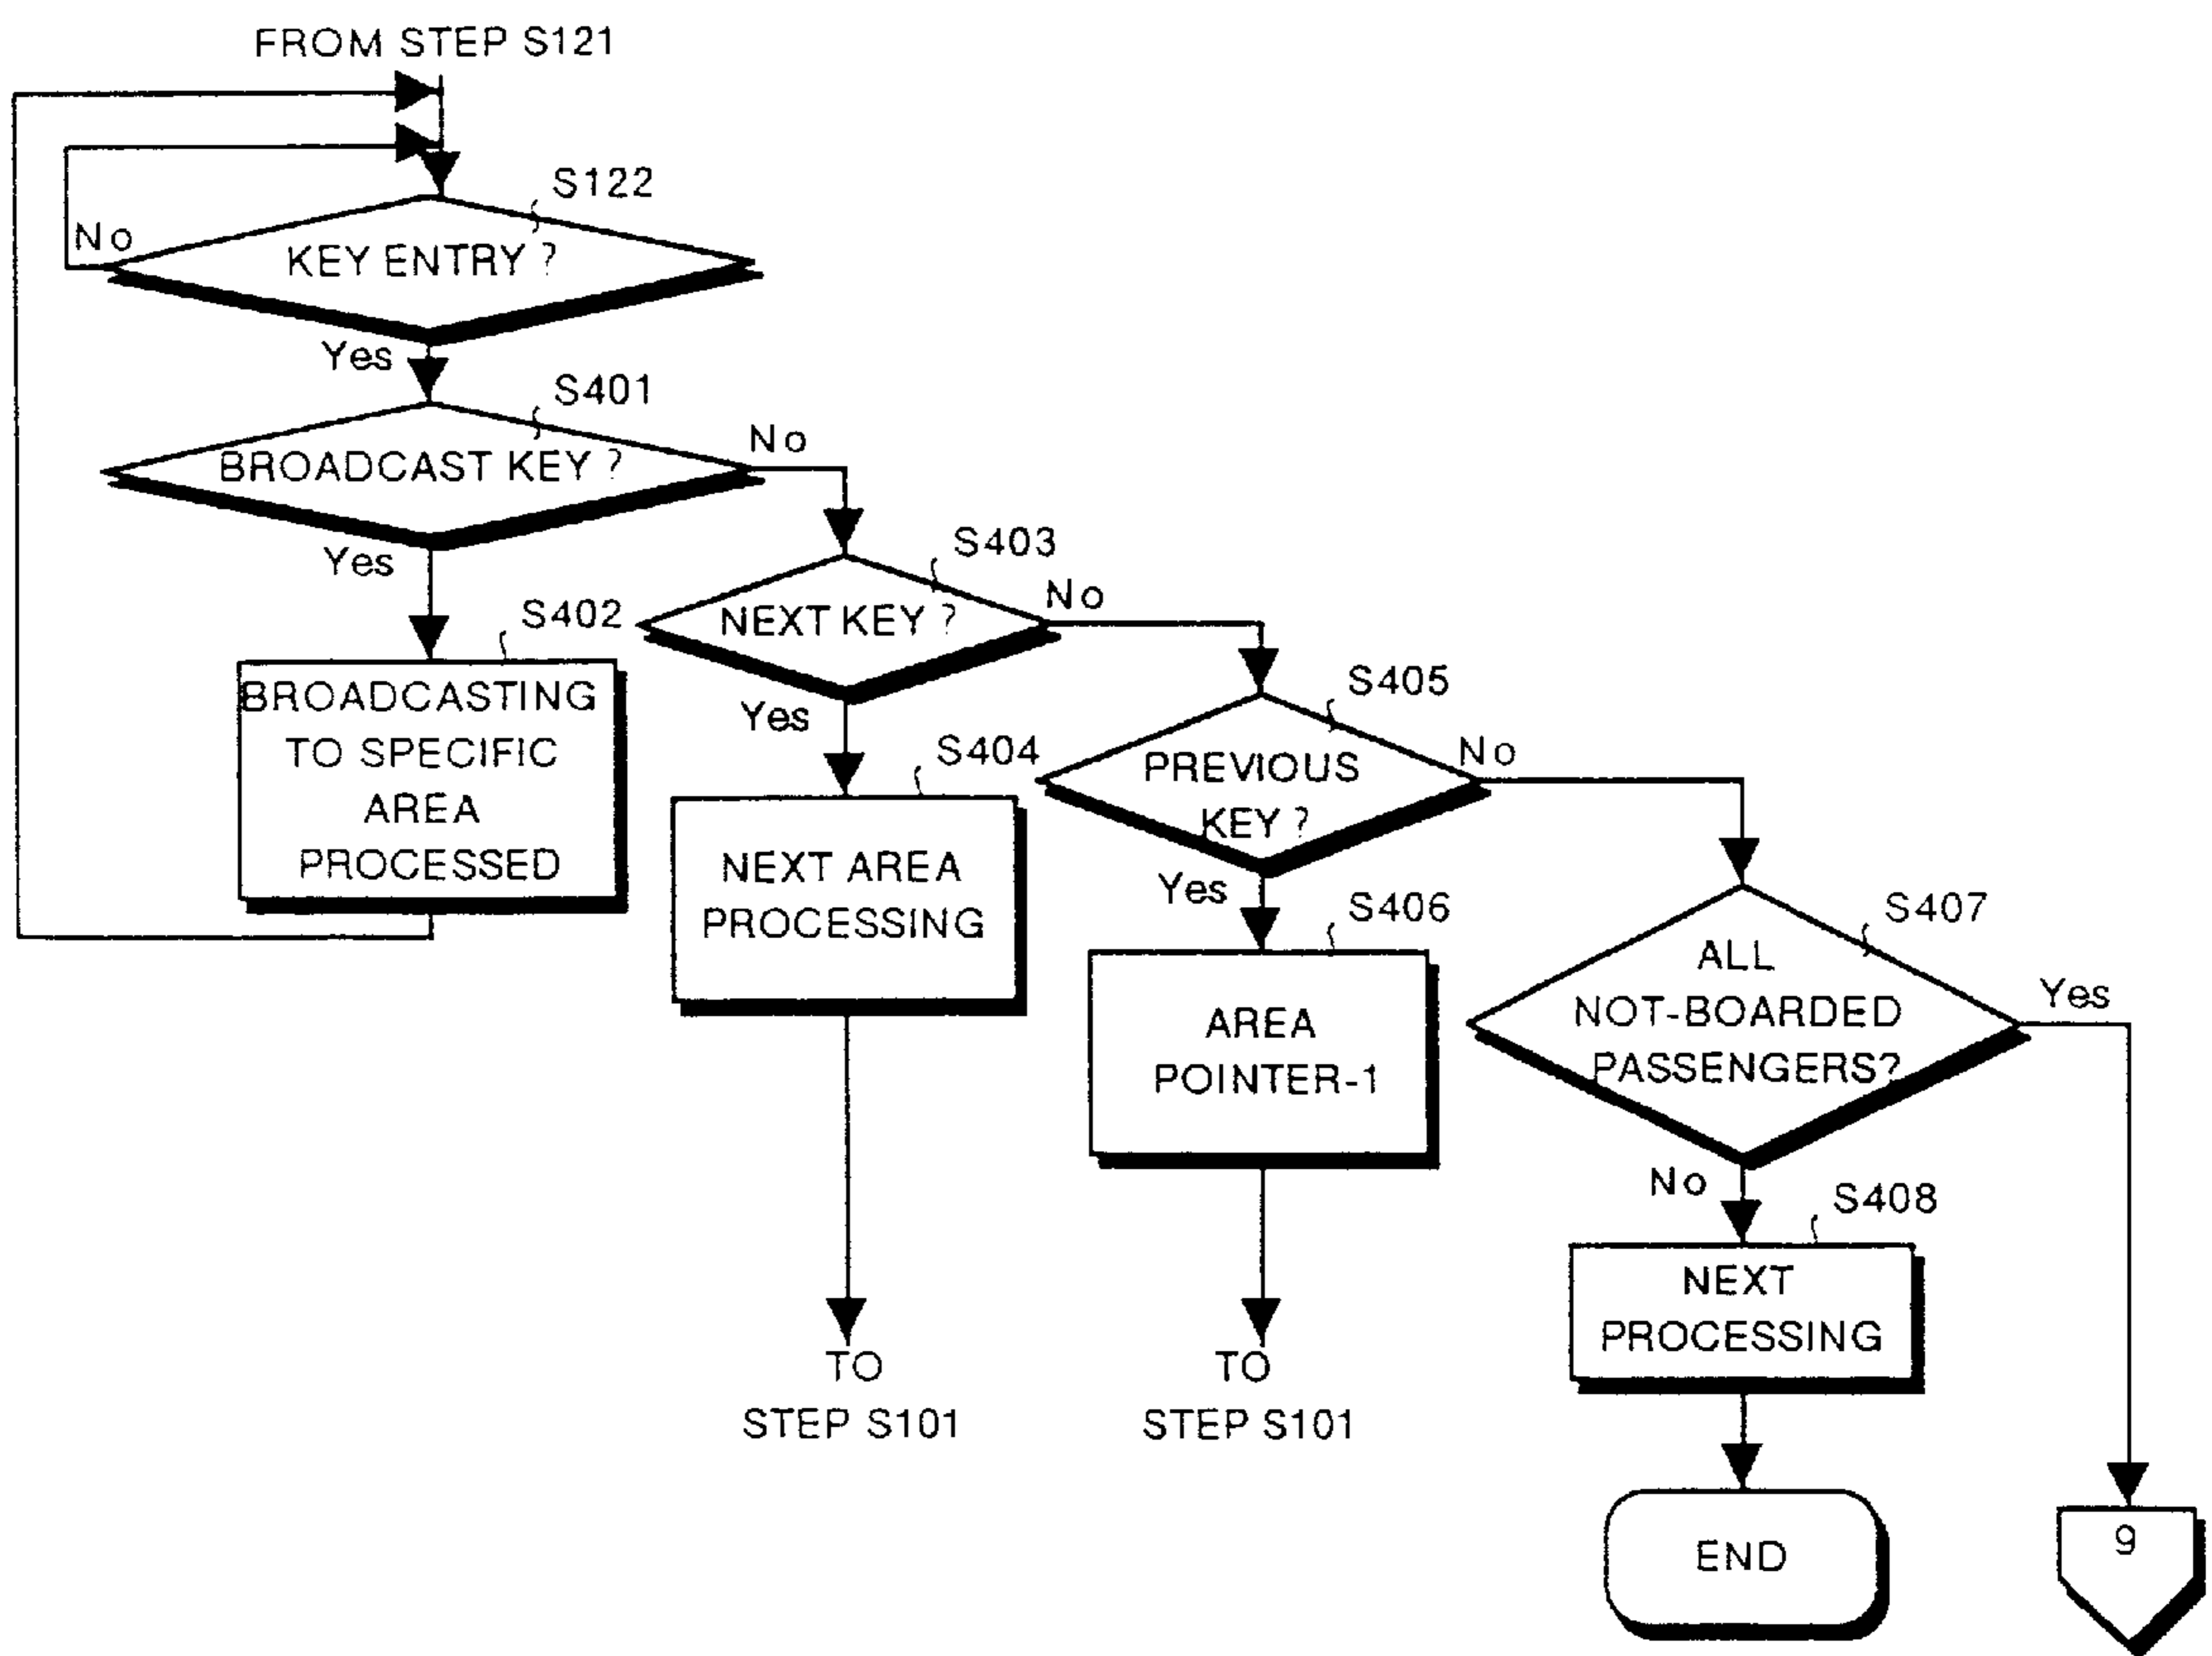 FROM STEP S121
S122
No
KEY ENTRY ?
Yes
S401
No
BROADCAST KEY ?
Yes
S403
No
NEXT KEY ?
S402
BROADCASTING
TO SPECIFIC
AREA
PROCESSED
Yes
S405
No
PREVIOUS
KEY ?
S404
NEXT AREA
PROCESSING
Yes
S406
AREA
POINTER-1
S407
ALL
NOT-BOARDED
PASSENGERS?
Yes
No
S408
NEXT
PROCESSING
TO
STEP S101
TO
STEP S101
END
9